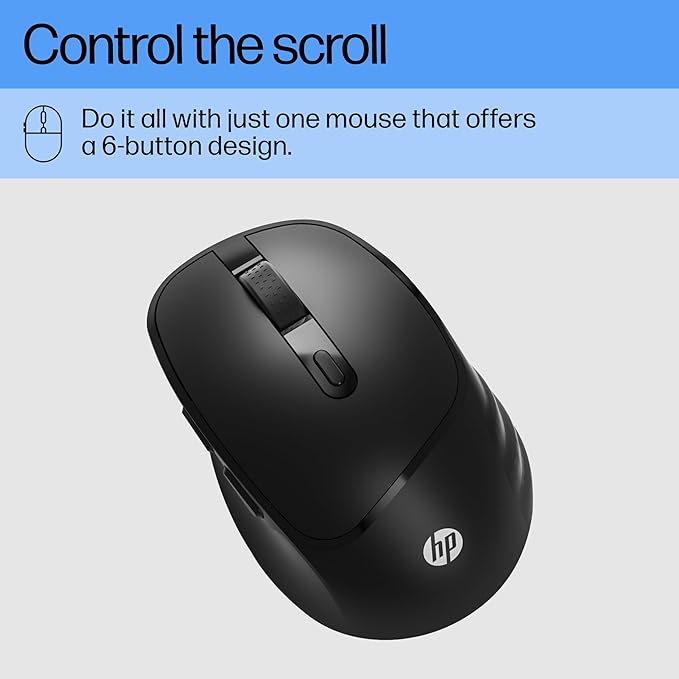 Control the scroll
Do it all with just one mouse that offers
a 6-button design.
hp